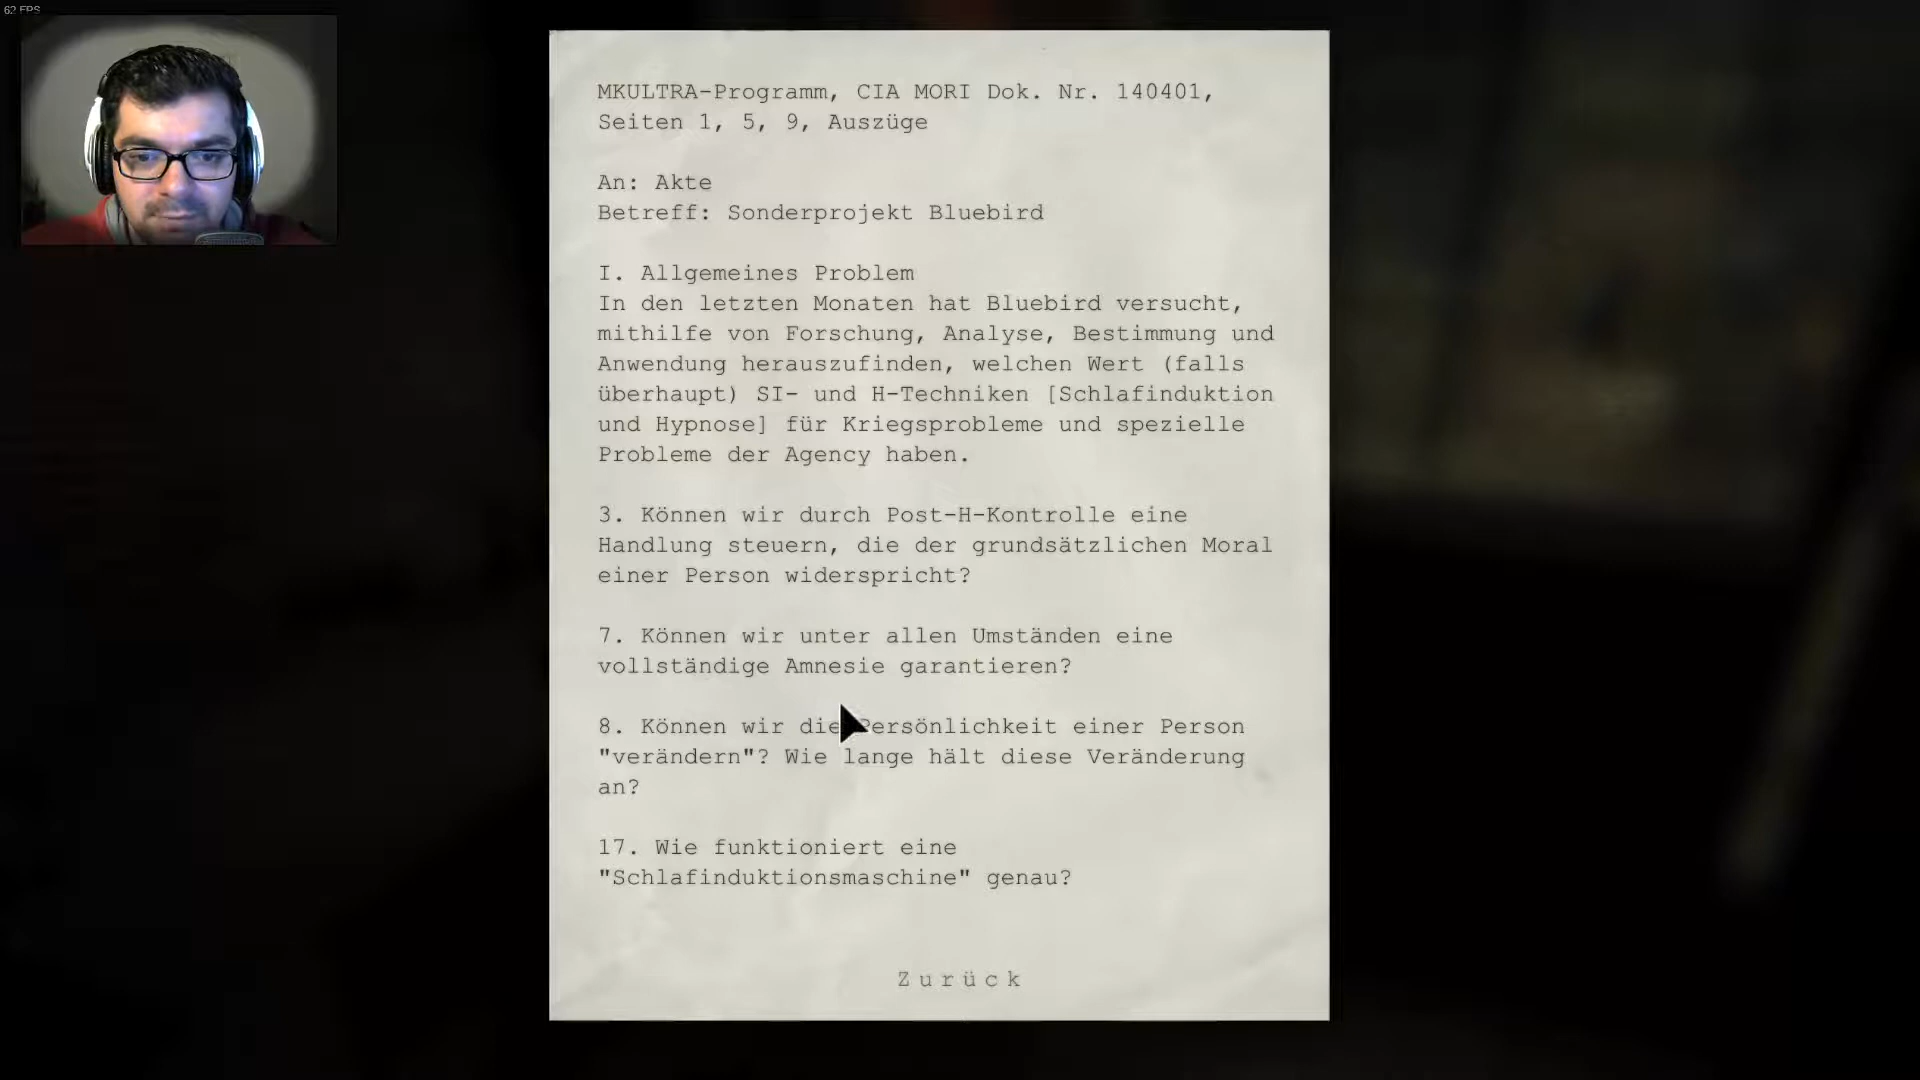 62 FPS
MKULTRA-Programm, CIA MORI Dok. Nr. 140401,
Seiten 1, 5, 9, Auszüge
An: Akte
Betreff: Sonderprojekt Bluebird
I. Allgemeines Problem
In den letzten Monaten hat Bluebird versucht,
mithilfe von Forschung, Analyse, Bestimmung und
Anwendung herauszufinden, welchen Wert (falls
überhaupt) SI- und H-Techniken [Schlafinduktion
und Hypnose] für Kriegsprobleme und spezielle
Probleme der Agency haben.
3. Können wir durch Post-H-Kontrolle eine
Handlung steuern, die der grundsätzlichen Moral
einer Person widerspricht?
7. Können wir unter allen Umständen eine
vollständige Amnesie garantieren?
8. Können wir die Persönlichkeit einer Person
"verändern"? Wie lange hält diese Veränderung
an?
17. Wie funktioniert eine
"Schlafinduktionsmaschine" genau?
Zurück